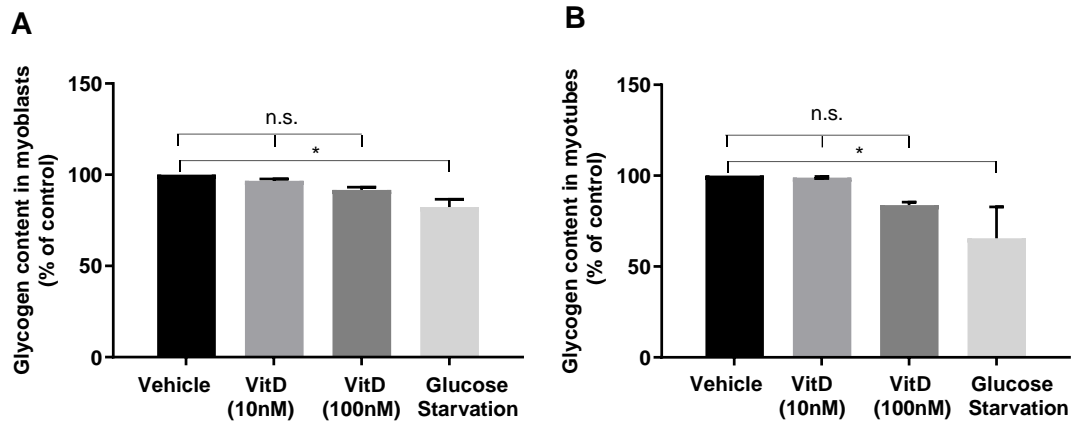 A
Glycogen content in myoblasts
(% of control)
150
100
50
0
n.s.
*
Vehicle
VitD
(10nM)
VitD
(100nM)
Glucose
Starvation
B
Glycogen content in myotubes
(% of control)
150
100
50
0
n.s.
*
Vehicle
VitD
(10nM)
VitD
(100nM)
Glucose
Starvation